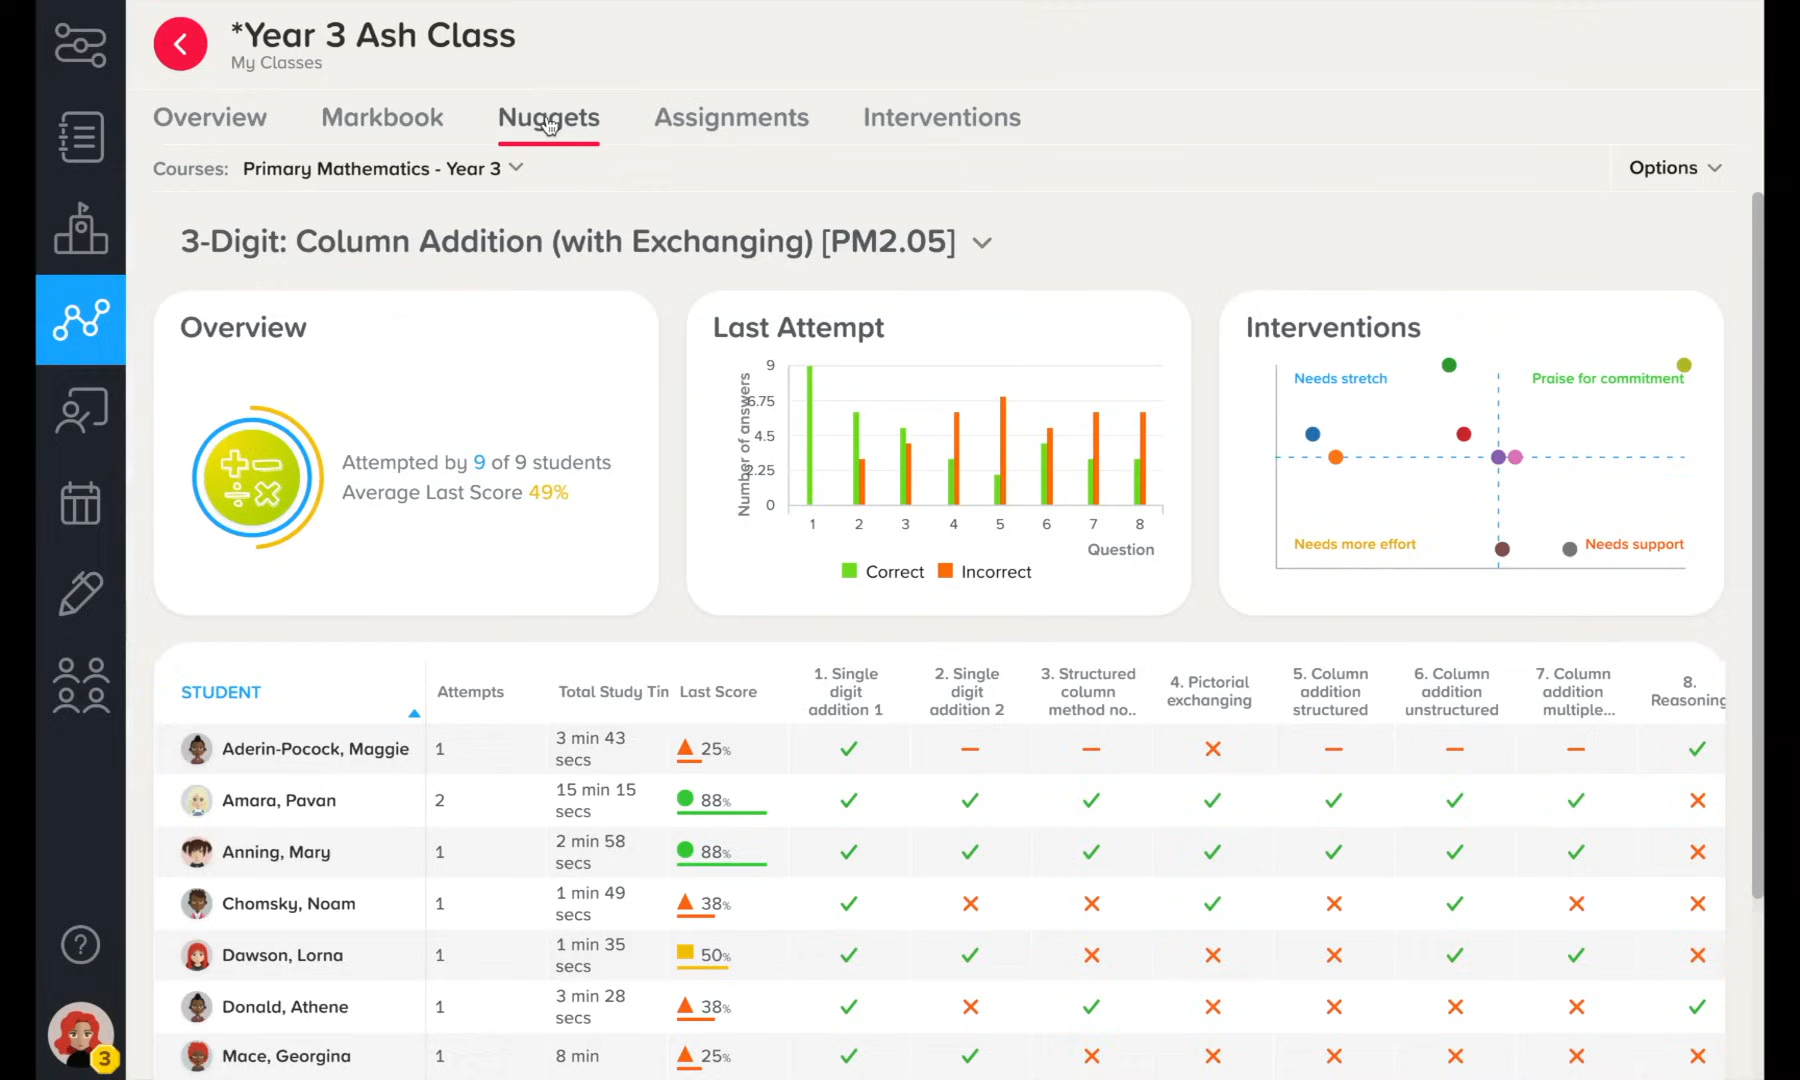 *Year 3 Ash Class
My Classes
Overview Markbook Nuggets Assignments Interventions
Courses: Primary Mathematics - Year 3
Options
3-Digit: Column Addition (with Exchanging) [PM2.05]
Overview
Attempted by 9 of 9 students
Average Last Score 49%
Last Attempt
Number of answers
9
6.75
4.5
2.25
0
1 2 3 4 5 6 7 8
Question
Correct Incorrect
Interventions
Needs stretch
Praise for commitment
Needs more effort
Needs support
STUDENT Attempts Total Study Tin Last Score
1. Single
digit
addition 1
2. Single
digit
addition 2
3. Structured
column
method no..
4. Pictorial
exchanging
5. Column
addition
structured
6. Column
addition
unstructured
7. Column
addition
multiple...
8.
Reasoning
Aderin-Pocock, Maggie 1 3 min 43
secs
25%
Amara, Pavan 2 15 min 15
secs
88%
Anning, Mary 1 2 min 58
secs
88%
Chomsky, Noam 1 1 min 49
secs
38%
Dawson, Lorna 1 1 min 35
secs
50%
Donald, Athene 1 3 min 28
secs
38%
Mace, Georgina 1 8 min 25%
?
3